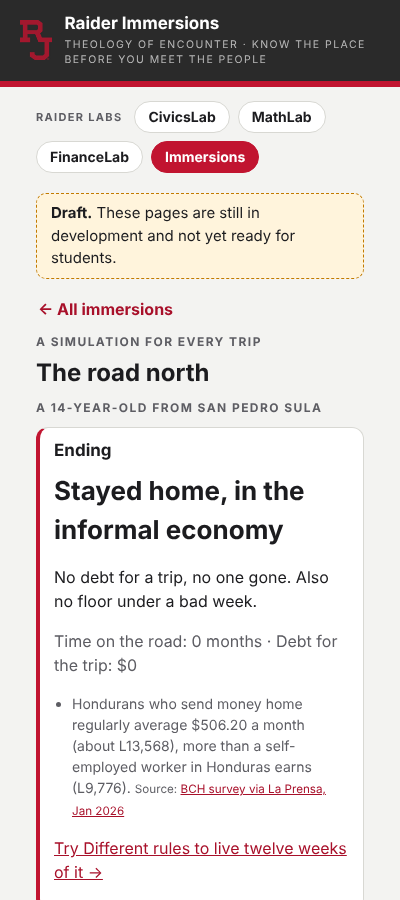 RJ
Raider Immersions
THEOLOGY OF ENCOUNTER · KNOW THE PLACE
BEFORE YOU MEET THE PEOPLE
RAIDER LABS
CivicsLab
MathLab
FinanceLab
Immersions
Draft. These pages are still in
development and not yet ready for
students.
← All immersions
A SIMULATION FOR EVERY TRIP
The road north
A 14-YEAR-OLD FROM SAN PEDRO SULA
Ending
Stayed home, in the
informal economy
No debt for a trip, no one gone. Also
no floor under a bad week.
Time on the road: 0 months · Debt for
the trip: $0
• Hondurans who send money home
regularly average $506.20 a month
(about L13,568), more than a self-
employed worker in Honduras earns
(L9,776). Source: BCH survey via La Prensa,
Jan 2026
Try Different rules to live twelve weeks
of it →